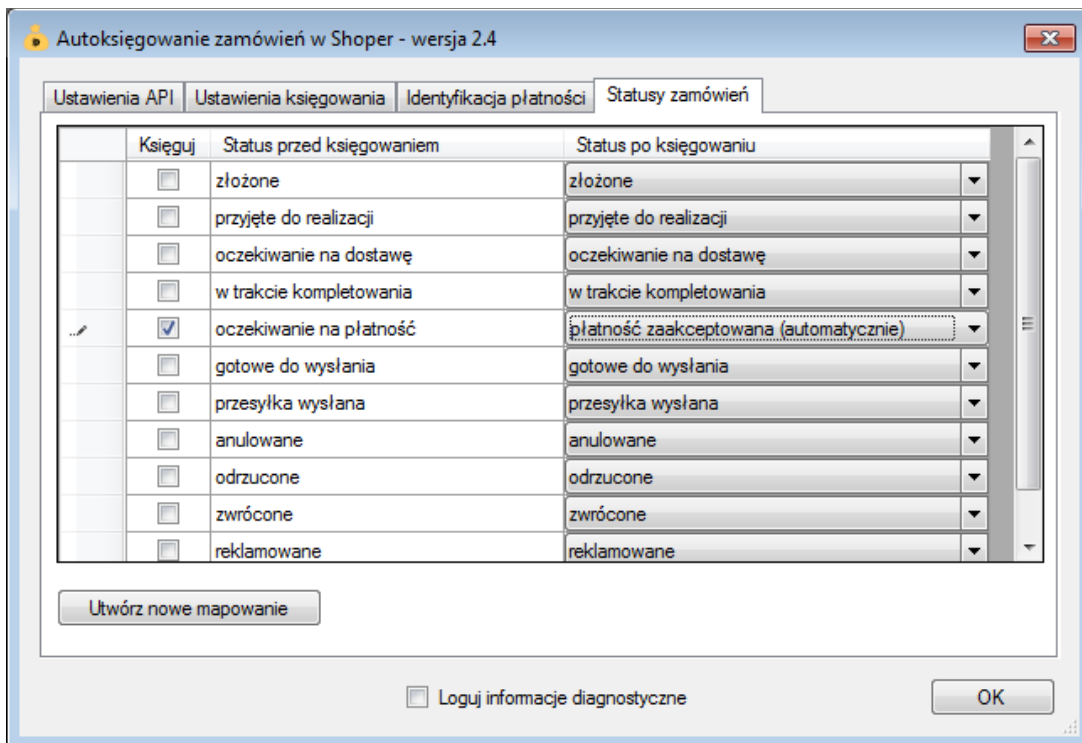 Autoksięgowanie zamówień w Shoper - wersja 2.4
Ustawienia API Ustawienia księgowania Identyfikacja płatności Statusy zamówień
Księguj Status przed księgowaniem Status po księgowaniu
złożone złożone
przyjęte do realizacji przyjęte do realizacji
oczekiwanie na dostawę oczekiwanie na dostawę
w trakcie kompletowania w trakcie kompletowania
oczekiwanie na płatność płatność zaakceptowana (automatycznie)
gotowe do wysłania gotowe do wysłania
przesyłka wysłana przesyłka wysłana
anulowane anulowane
odrzucone odrzucone
zwrócone zwrócone
reklamowane reklamowane
Utwórz nowe mapowanie
Loguj informacje diagnostyczne OK